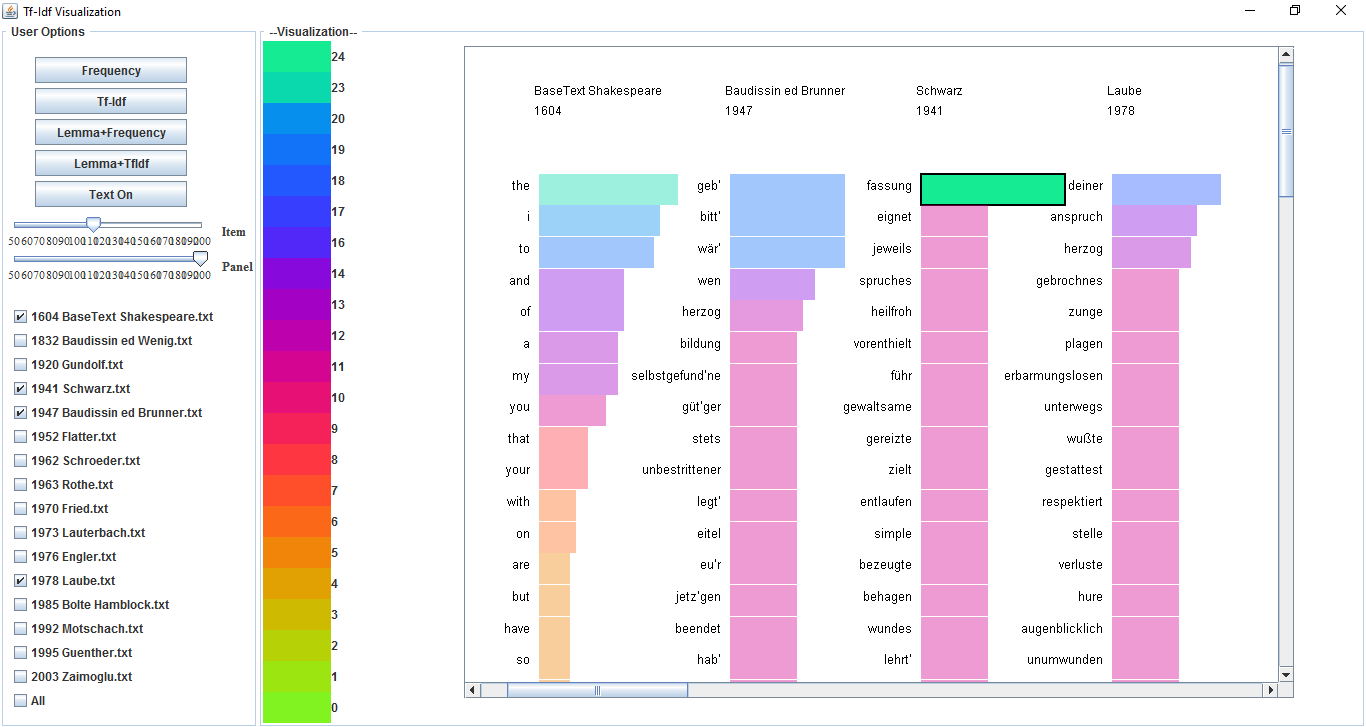 Tf-Idf Visualization
User Options
Frequency
Tf-Idf
Lemma+Frequency
Lemma+TfIdf
Text On
Item
Panel
1604 BaseText Shakespeare.txt
1832 Baudissin ed Wenig.txt
1920 Gundolf.txt
1941 Schwarz.txt
1947 Baudissin ed Brunner.txt
1952 Flatter.txt
1962 Schroeder.txt
1963 Rothe.txt
1970 Fried.txt
1973 Lauterbach.txt
1976 Engler.txt
1978 Laube.txt
1985 Bolte Hamblock.txt
1992 Motschach.txt
1995 Guenther.txt
2003 Zaimoglu.txt
All
--Visualization--
24
23
20
19
18
17
16
14
13
12
11
10
9
8
7
6
5
4
3
2
1
0
BaseText Shakespeare Baudissin ed Brunner Schwarz Laube
1604 1947 1941 1978
the geb' fassung deiner
i bitt' eignet anspruch
to wär' jeweils herzog
and wen spruches gebrochnes
of herzog heilfroh zunge
a bildung vorenthielt plagen
my selbstgefund'ne führ erbarmungslosen
you güt'ger gewaltsame unterwegs
that stets gereizte wußte
your unbestrittener zielt gestattest
with legt' entlaufen respektiert
on eitel simple stelle
are eu'r bezeugte verluste
but jetz'gen behagen hure
have beendet wundes augenblicklich
so hab' lehrt' unumwunden